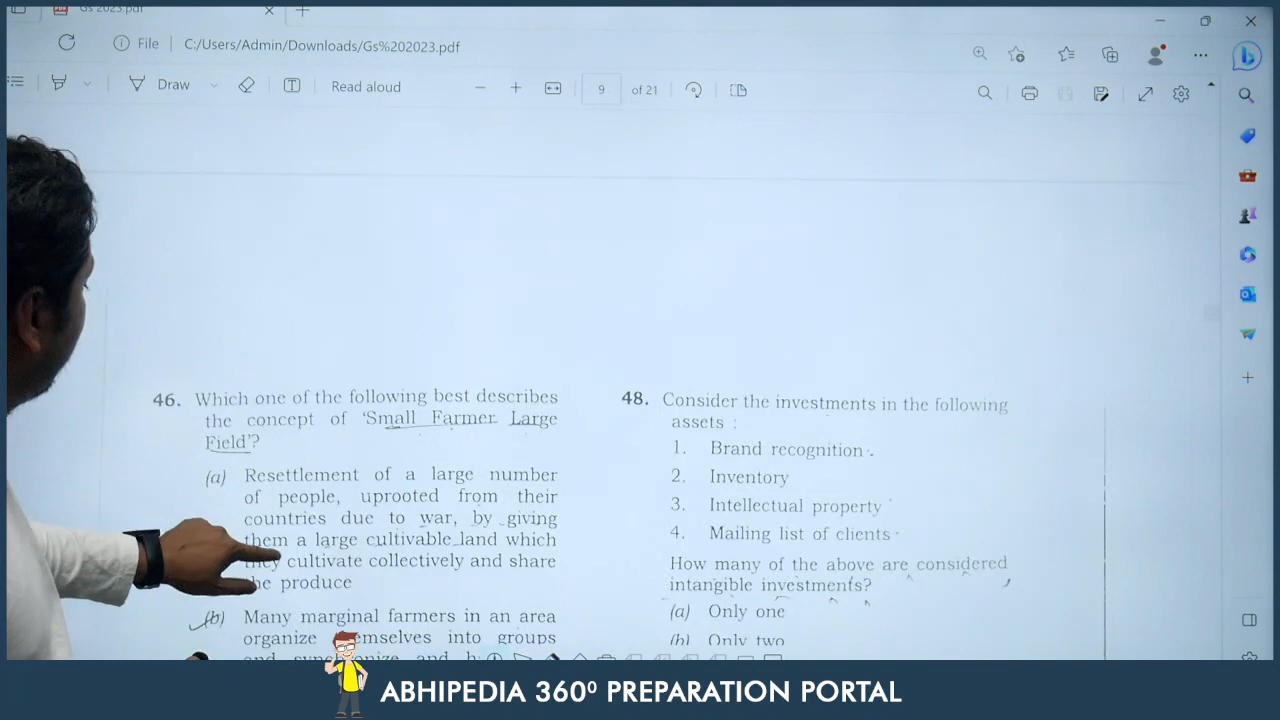 Gs 2023.pdf
File C:/Users/Admin/Downloads/Gs%202023.pdf
Draw Read aloud 9 of 21
46. Which one of the following best describes
the concept of 'Small Farmer Large
Field'?
(a) Resettlement of a large number
of people, uprooted from their
countries due to war, by giving
them a large cultivable land which
cultivate collectively and share
the produce
(b) Many marginal farmers in an area
organize themselves into groups
48. Consider the investments in the following
assets :
1. Brand recognition
2. Inventory
3. Intellectual property
4. Mailing list of clients
How many of the above are considered
intangible investments?
(a) Only one
(b) Only two
ABHIPEDIA 360⁰ PREPARATION PORTAL